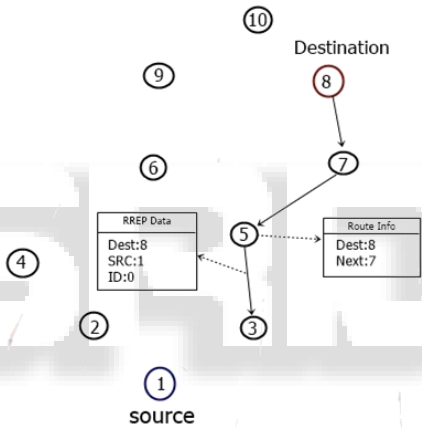 10
Destination
9
8
6
7
RREP Data
Dest:8
SRC:1
ID:0
5
Route Info
Dest:8
Next:7
4
2
3
1
source